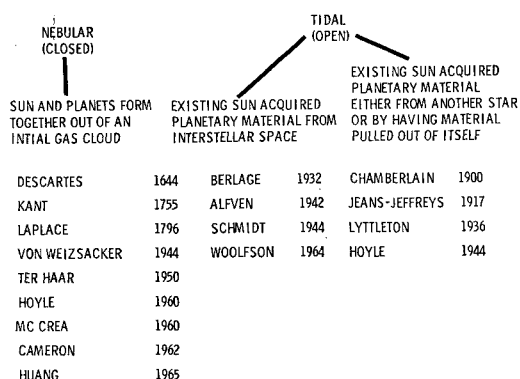 NEBULAR
(CLOSED)
TIDAL
(OPEN)
SUN AND PLANETS FORM
TOGETHER OUT OF AN
INTIAL GAS CLOUD
EXISTING SUN ACQUIRED
PLANETARY MATERIAL FROM
INTERSTELLAR SPACE
EXISTING SUN ACQUIRED
PLANETARY MATERIAL
EITHER FROM ANOTHER STAR
OR BY HAVING MATERIAL
PULLED OUT OF ITSELF
DESCARTES 1644
KANT 1755
LAPLACE 1796
VON WEIZSACKER 1944
TER HAAR 1950
HOYLE 1960
MC CREA 1960
CAMERON 1962
HUANG 1965
BERLAGE 1932
ALFVEN 1942
SCHMIDT 1944
WOOLFSON 1964
CHAMBERLAIN 1900
JEANS-JEFFREYS 1917
LYTTLETON 1936
HOYLE 1944